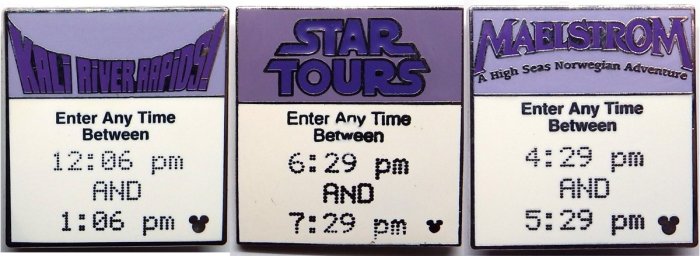 KALI RIVER RAPIDS!
Enter Any Time
Between
12:06 pm
AND
1:06 pm
STAR
TOURS
Enter Any Time
Between
6:29 pm
AND
7:29 pm
MAELSTROM
A High Seas Norwegian Adventure
Enter Any Time
Between
4:29 pm
AND
5:29 pm